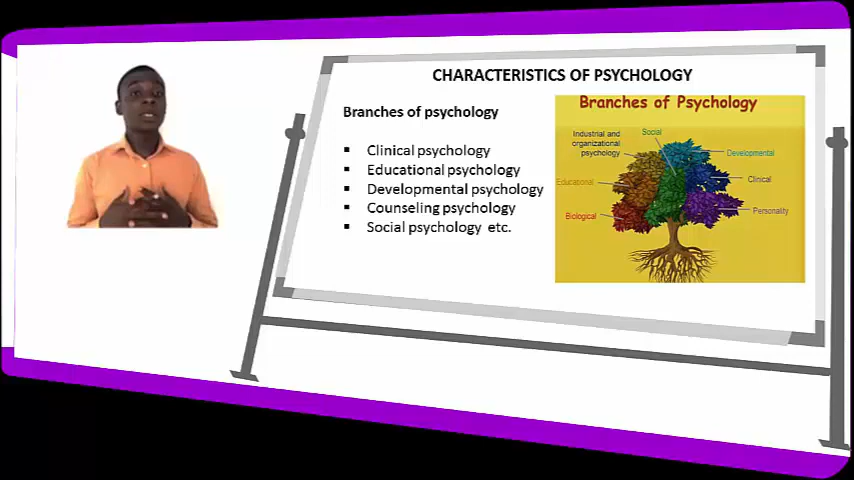 CHARACTERISTICS OF PSYCHOLOGY
Branches of psychology
Clinical psychology
Educational psychology
Developmental psychology
Counseling psychology
Social psychology etc.
Branches of Psychology
Industrial and
organizational
psychology
Social
Developmental
Educational
Clinical
Biological
Personality